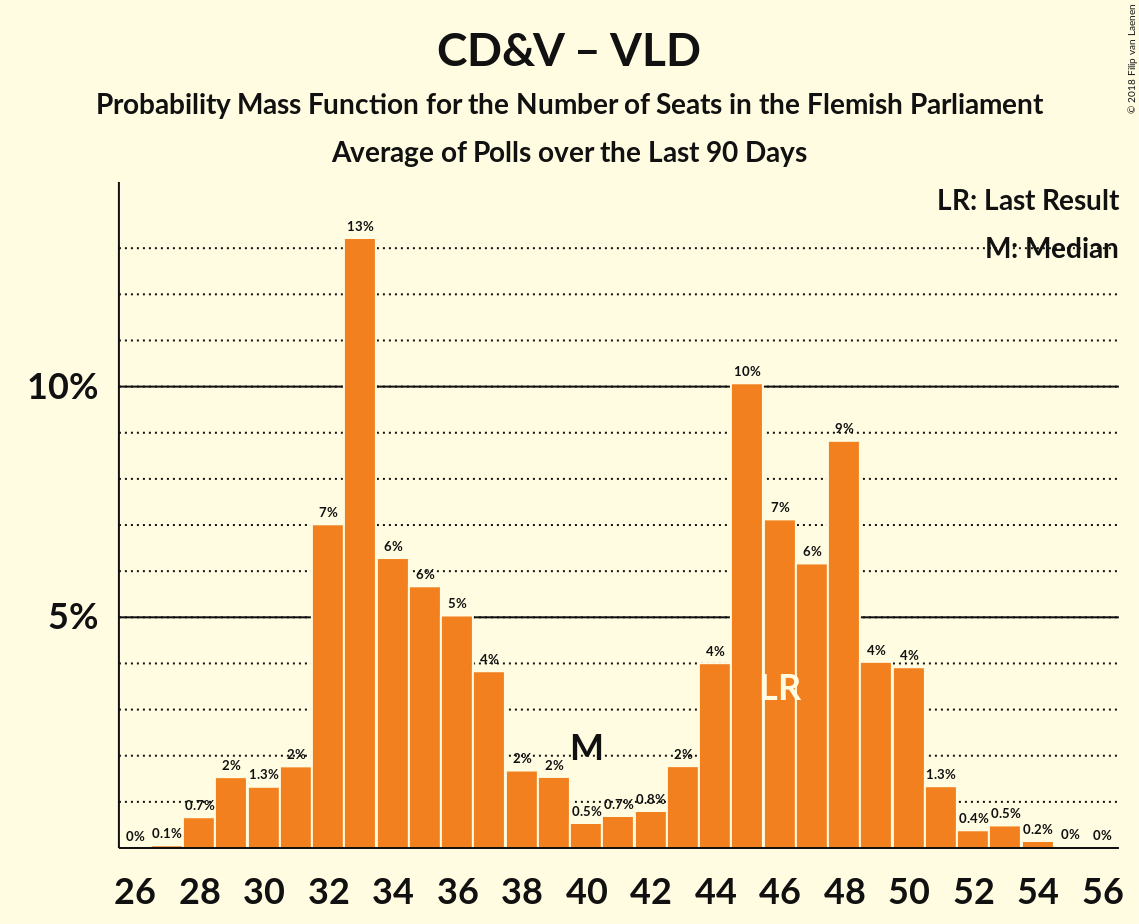 CD&V – VLD
Probability Mass Function for the Number of Seats in the Flemish Parliament
Average of Polls over the Last 90 Days
© 2018 Filip van Laenen
LR: Last Result
M: Median
10%
5%
0% 0.1% 0.7% 2% 1.3% 2% 7% 13% 6% 6% 5% 4% 2% 2% 0.5% 0.7% 0.8% 2% 4% 10% 7% 6% 9% 4% 4% 1.3% 0.4% 0.5% 0.2% 0% 0%
M
LR
26 28 30 32 34 36 38 40 42 44 46 48 50 52 54 56